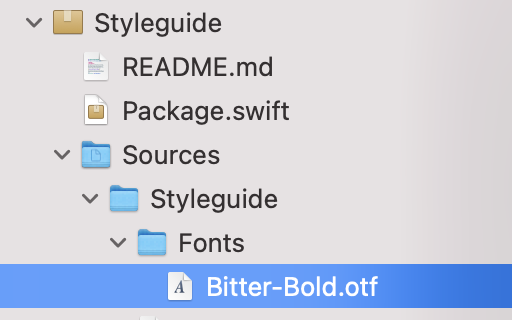 Styleguide
README.md
Package.swift
Sources
Styleguide
Fonts
Bitter-Bold.otf